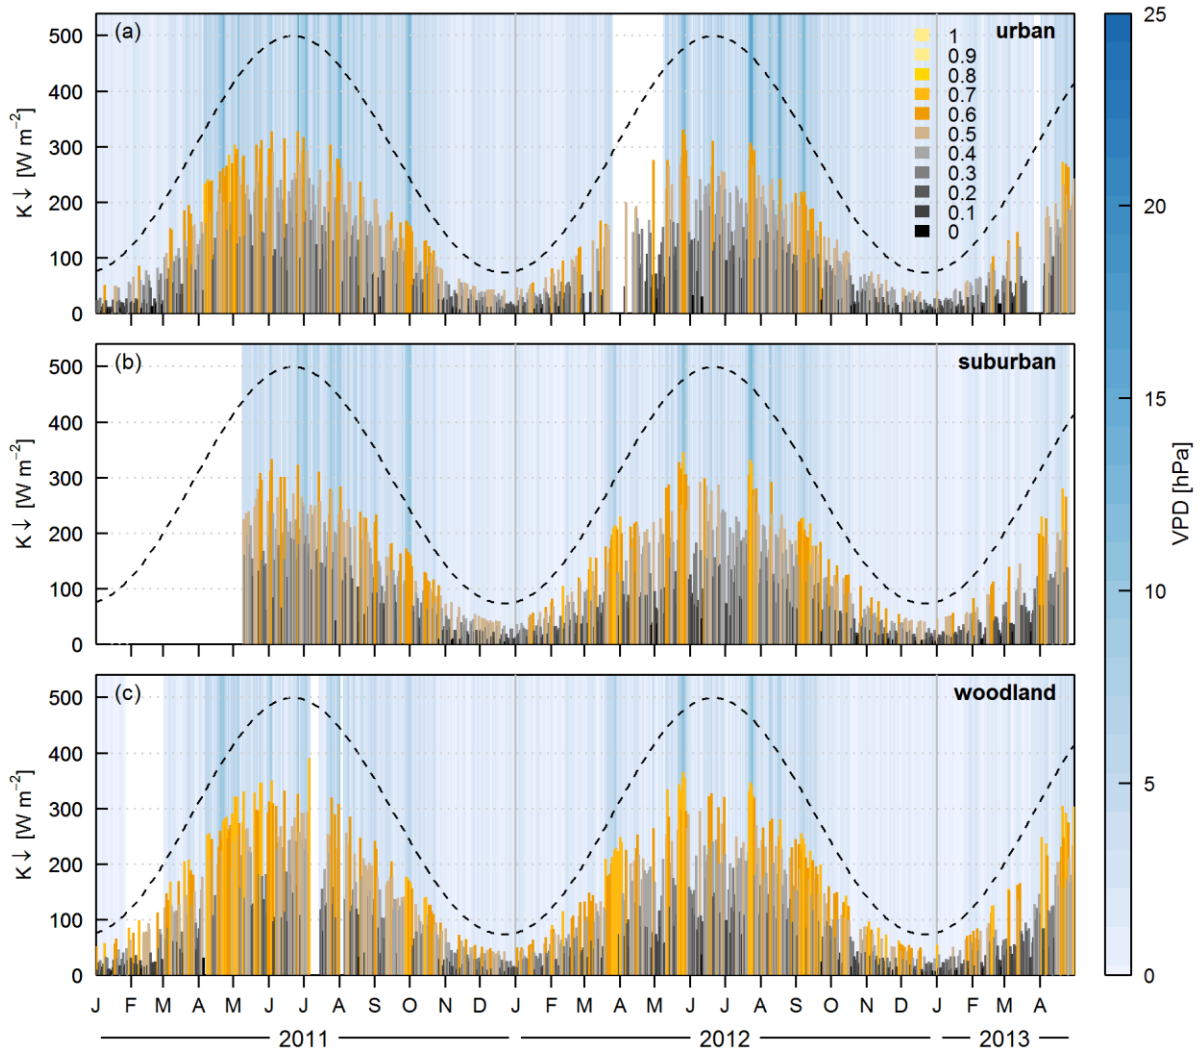 (a)
urban
500
400
300
200
100
0
K↓ [W m⁻²]
1
0.9
0.8
0.7
0.6
0.5
0.4
0.3
0.2
0.1
0
(b)
suburban
500
400
300
200
100
0
K↓ [W m⁻²]
(c)
woodland
500
400
300
200
100
0
K↓ [W m⁻²]
J F M A M J J A S O N D J F M A M J J A S O N D J F M A
2011 2012 2013
25
20
15
10
5
0
VPD [hPa]